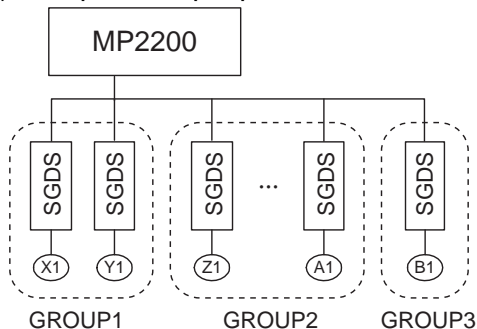 MP2200
SGDS SGDS SGDS ... SGDS SGDS
X1 Y1 Z1 A1 B1
GROUP1 GROUP2 GROUP3